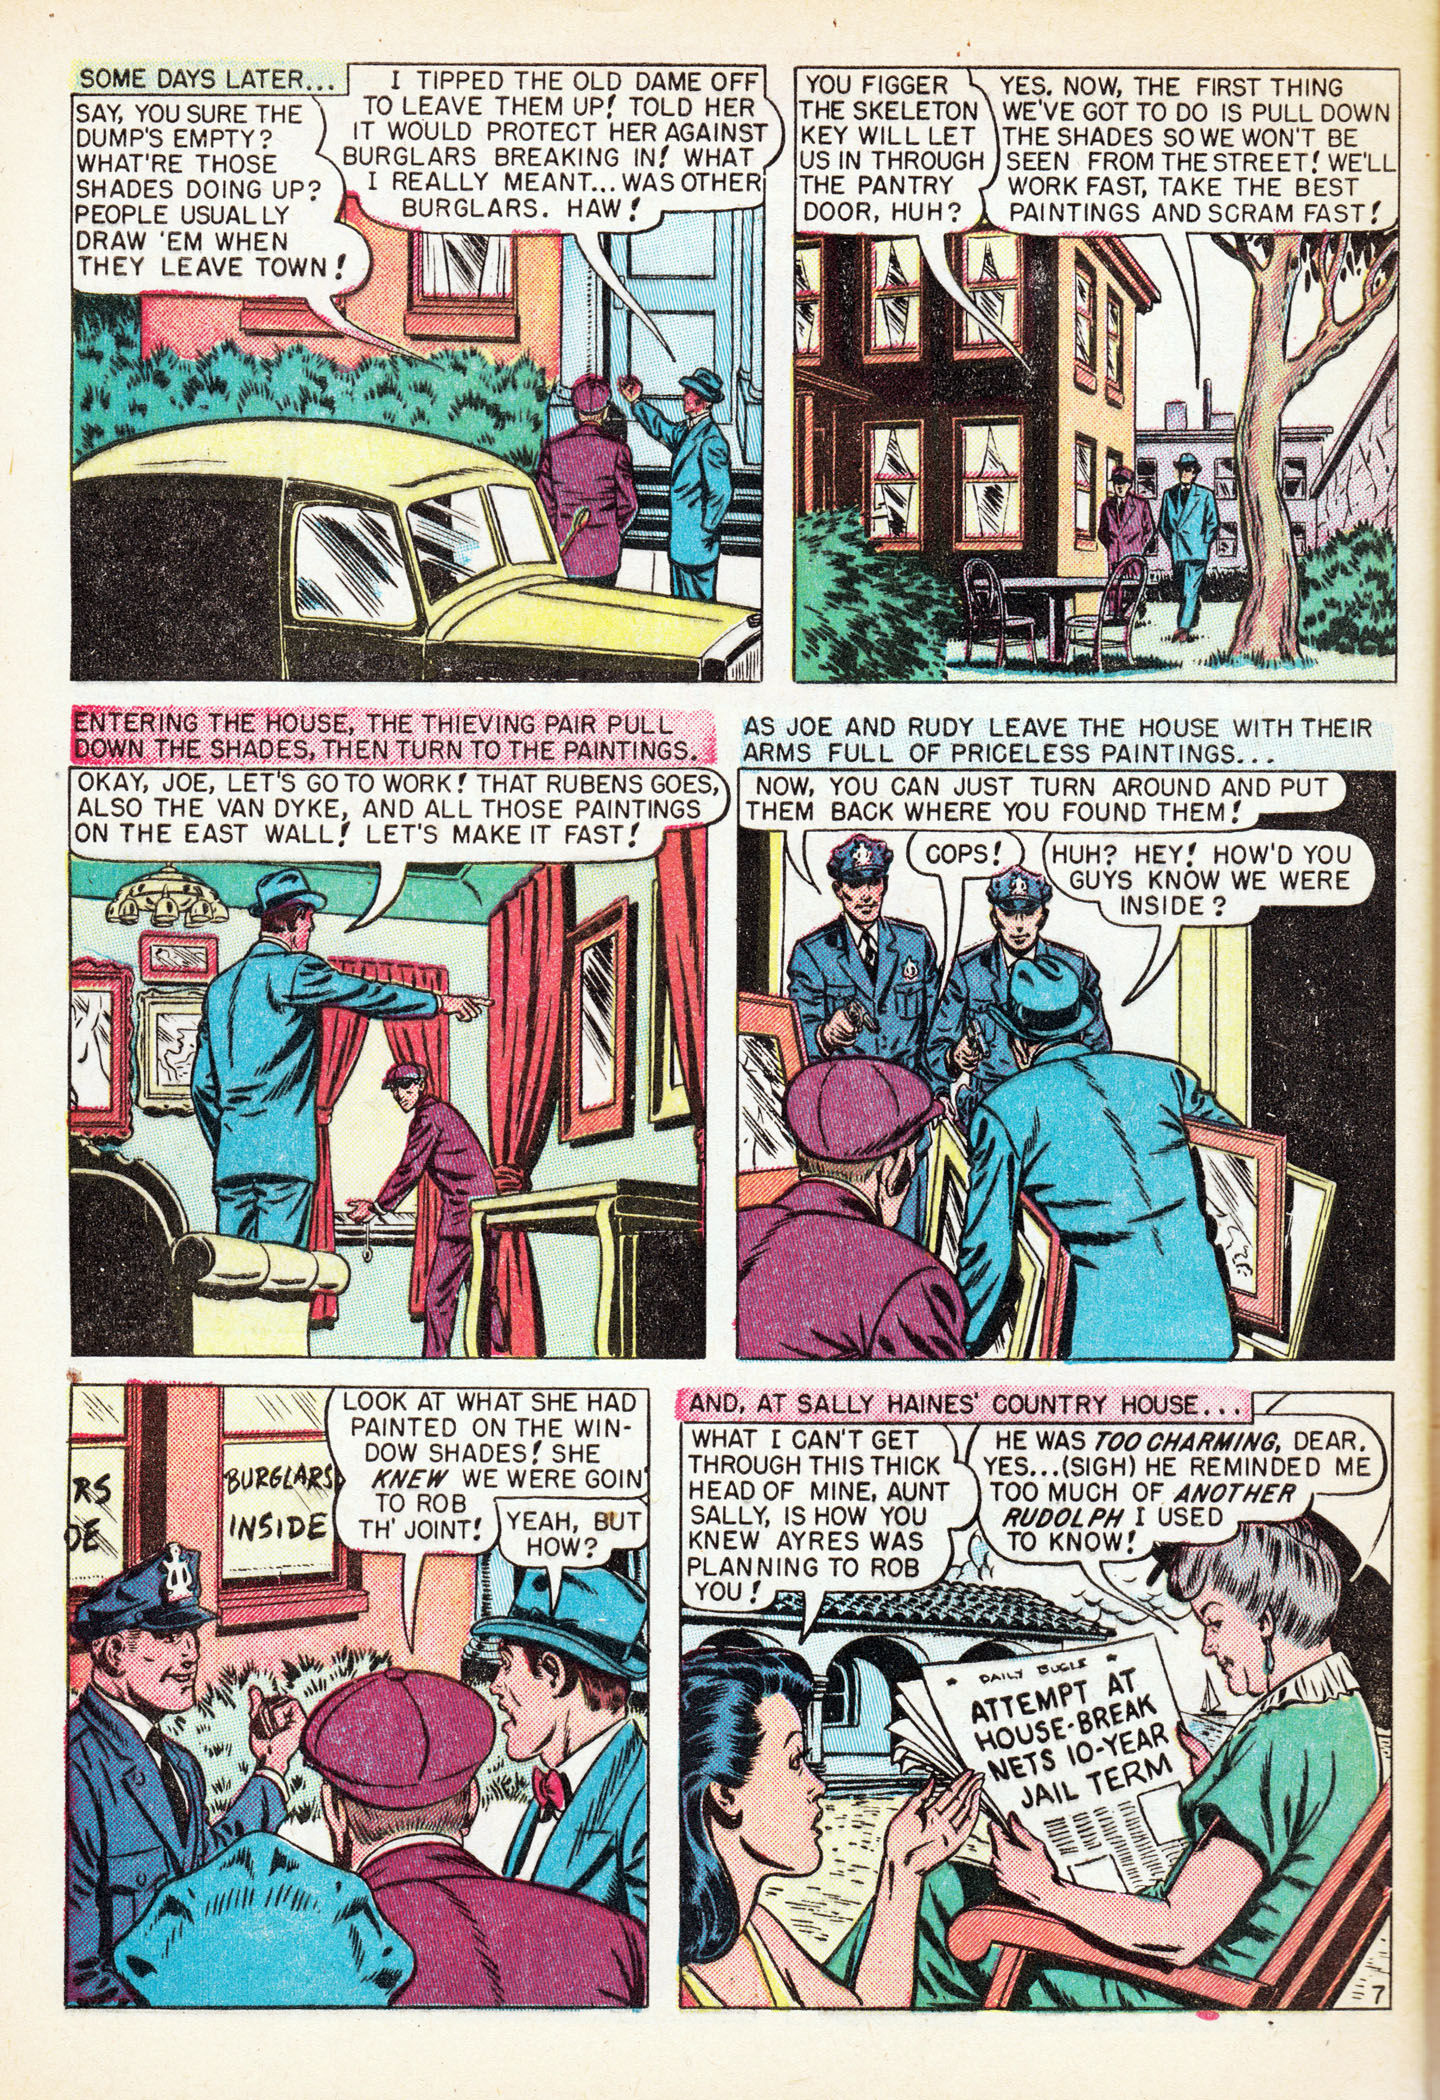 SOME DAYS LATER...
SAY, YOU SURE THE
DUMP'S EMPTY?
WHAT'RE THOSE
SHADES DOING UP?
PEOPLE USUALLY
DRAW 'EM WHEN
THEY LEAVE TOWN!
I TIPPED THE OLD DAME OFF
TO LEAVE THEM UP! TOLD HER
IT WOULD PROTECT HER AGAINST
BURGLARS BREAKING IN! WHAT
I REALLY MEANT... WAS OTHER
BURGLARS. HAW!
YOU FIGGER
THE SKELETON
KEY WILL LET
US IN THROUGH
THE PANTRY
DOOR, HUH?
YES. NOW, THE FIRST THING
WE'VE GOT TO DO IS PULL DOWN
THE SHADES SO WE WON'T BE
SEEN FROM THE STREET! WE'LL
WORK FAST, TAKE THE BEST
PAINTINGS AND SCRAM FAST!
ENTERING THE HOUSE, THE THIEVING PAIR PULL
DOWN THE SHADES, THEN TURN TO THE PAINTINGS.
OKAY, JOE, LET'S GO TO WORK! THAT RUBENS GOES,
ALSO THE VAN DYKE, AND ALL THOSE PAINTINGS
ON THE EAST WALL! LET'S MAKE IT FAST!
AS JOE AND RUDY LEAVE THE HOUSE WITH THEIR
ARMS FULL OF PRICELESS PAINTINGS...
NOW, YOU CAN JUST TURN AROUND AND PUT
THEM BACK WHERE YOU FOUND THEM!
COPS!
HUH? HEY! HOW'D YOU
GUYS KNOW WE WERE
INSIDE?
RS
DE
BURGLARS
INSIDE
LOOK AT WHAT SHE HAD
PAINTED ON THE WIN-
DOW SHADES! SHE
KNEW WE WERE GOIN'
TO ROB
TH' JOINT!
YEAH, BUT
HOW?
AND, AT SALLY HAINES' COUNTRY HOUSE...
WHAT I CAN'T GET
THROUGH THIS THICK
HEAD OF MINE, AUNT
SALLY, IS HOW YOU
KNEW AYRES WAS
PLANNING TO ROB
YOU!
HE WAS TOO CHARMING, DEAR.
YES...(SIGH) HE REMINDED ME
TOO MUCH OF ANOTHER
RUDOLPH I USED
TO KNOW!
* DAILY BUGLE *
ATTEMPT AT
HOUSE-BREAK
NETS 10-YEAR
JAIL TERM
7